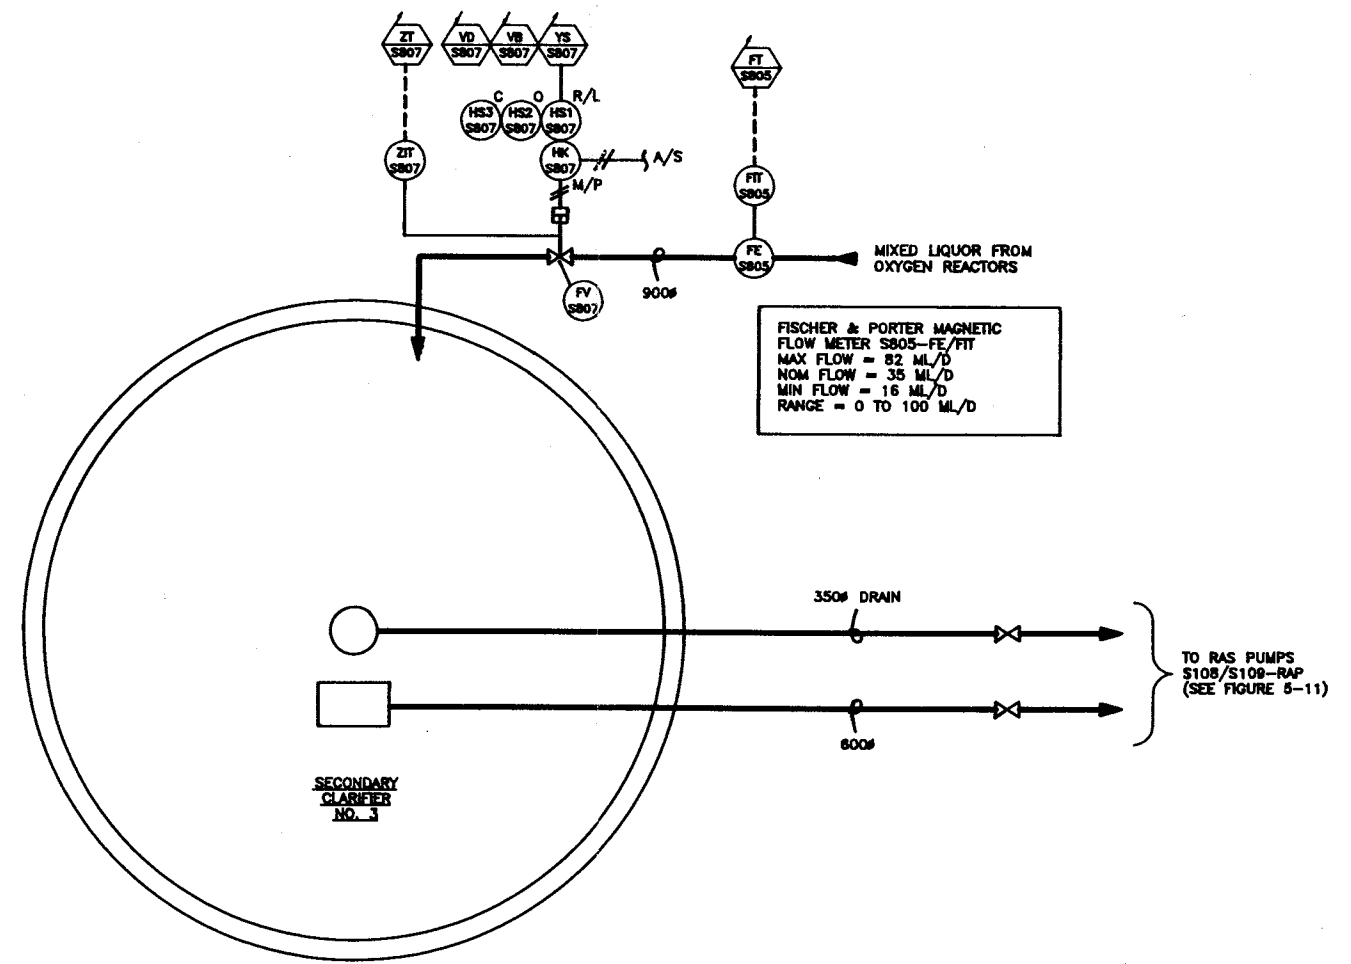 ZT
S807
VD
S807
VB
S807
YS
S807
FT
S805
C
O
R/L
HS3
S807
HS2
S807
HS1
S807
ZIT
S807
HK
S807
A/S
M/P
FIT
S805
FE
S805
MIXED LIQUOR FROM
OXYGEN REACTORS
900ø
FV
S807
FISCHER & PORTER MAGNETIC
FLOW METER S805-FE/FIT
MAX FLOW = 82 ML/D
NOM FLOW = 35 ML/D
MIN FLOW = 16 ML/D
RANGE = 0 TO 100 ML/D
350ø DRAIN
TO RAS PUMPS
S108/S109-RAP
(SEE FIGURE 5-11)
600ø
SECONDARY
CLARIFIER
NO. 3